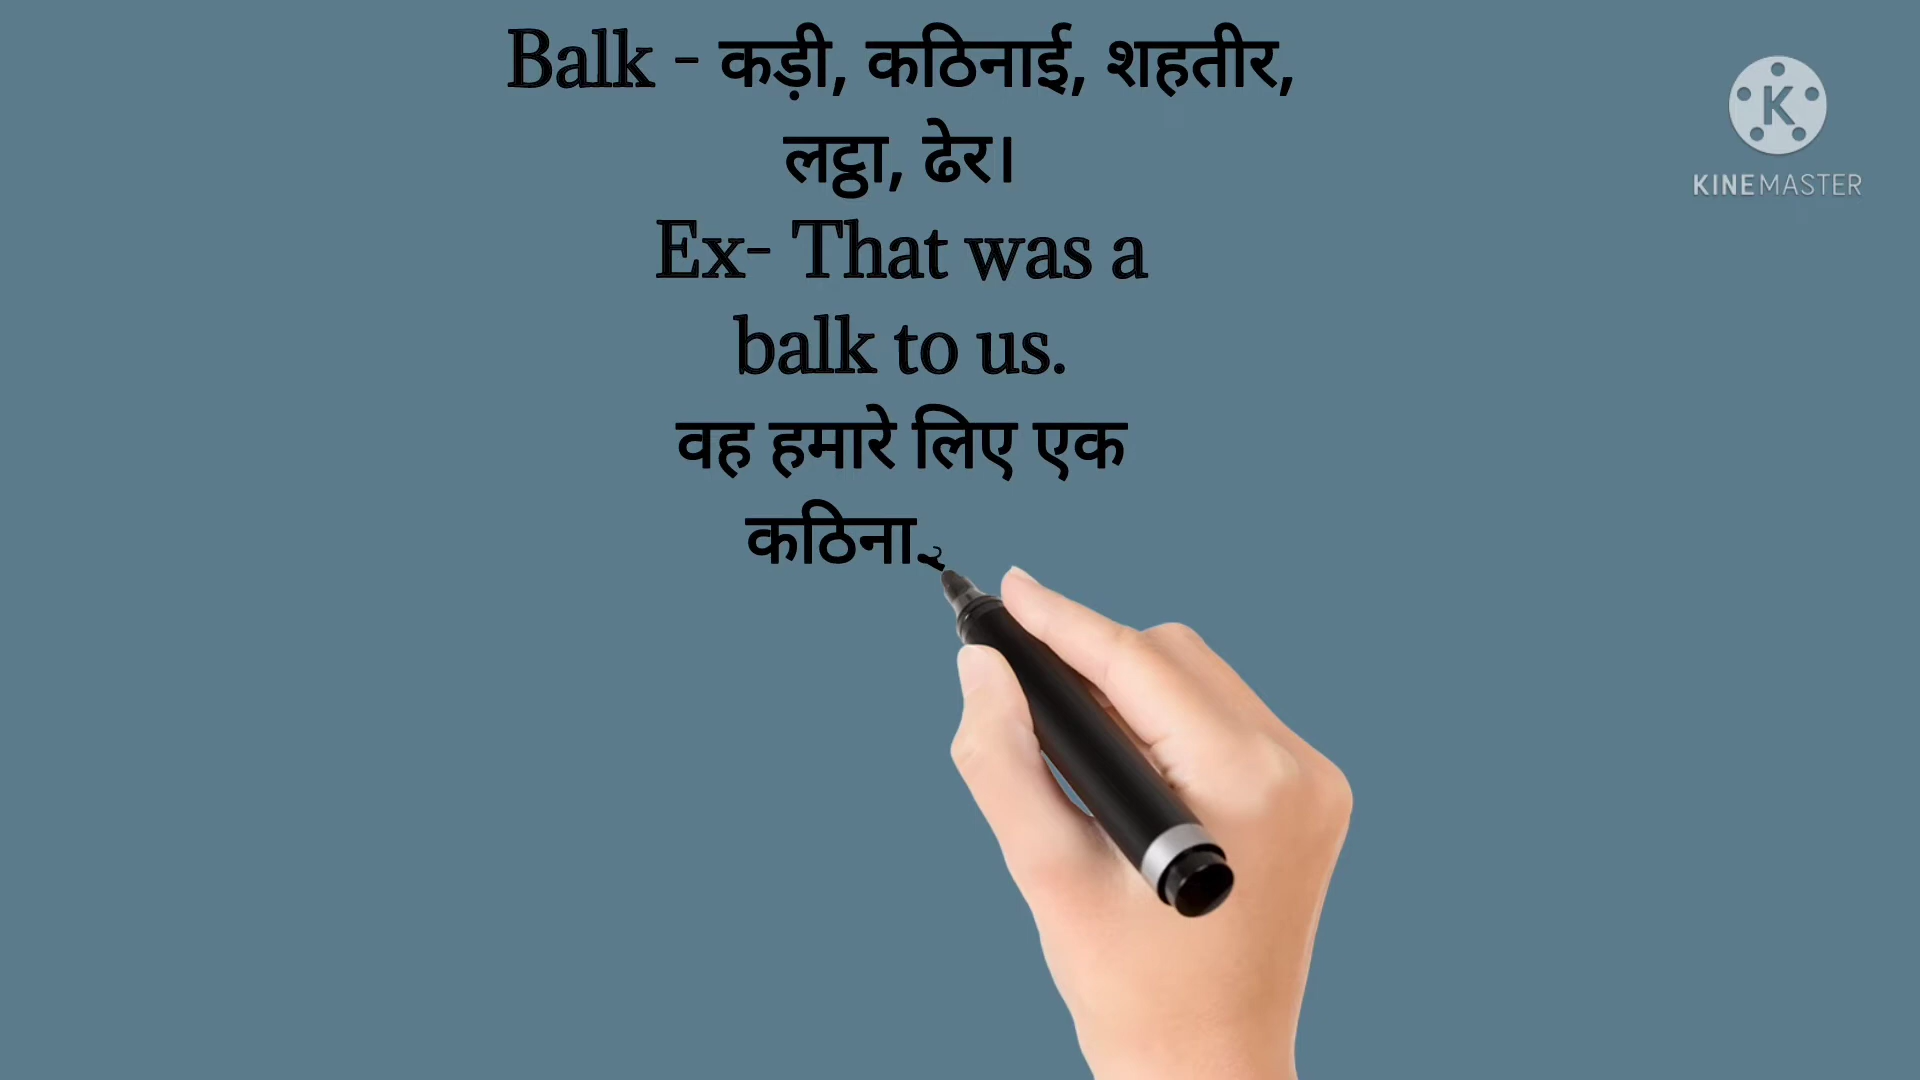 Balk - कड़ी, कठिनाई, शहतीर,
लट्ठा, ढेर।
Ex- That was a
balk to us.
वह हमारे लिए एक
कठिना
KINEMASTER